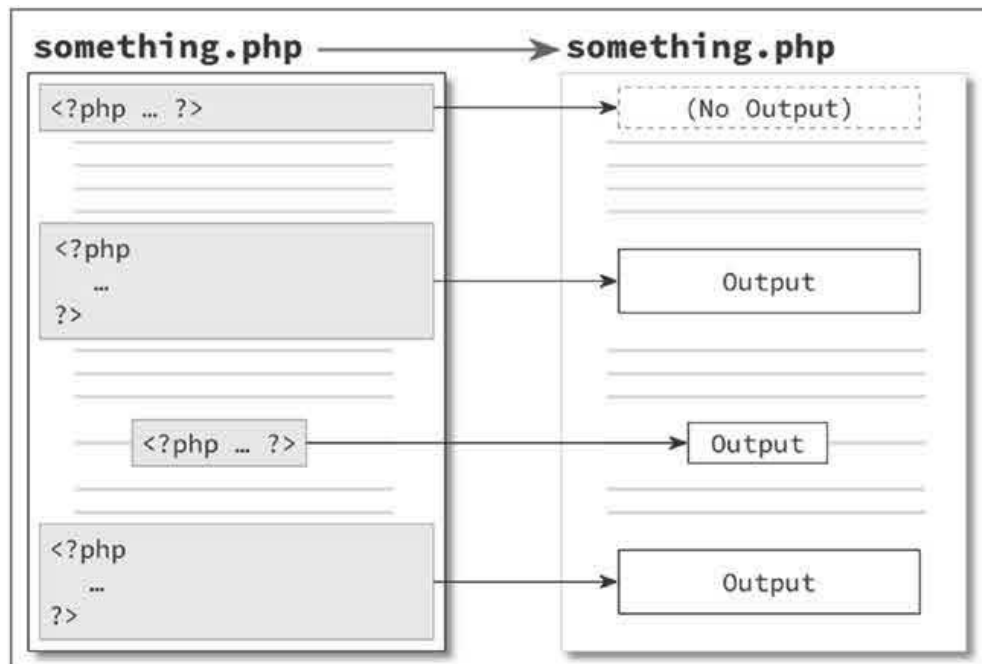 something.php
something.php
<?php … ?>
(No Output)
<?php
…
?>
Output
<?php … ?>
Output
<?php
…
?>
Output